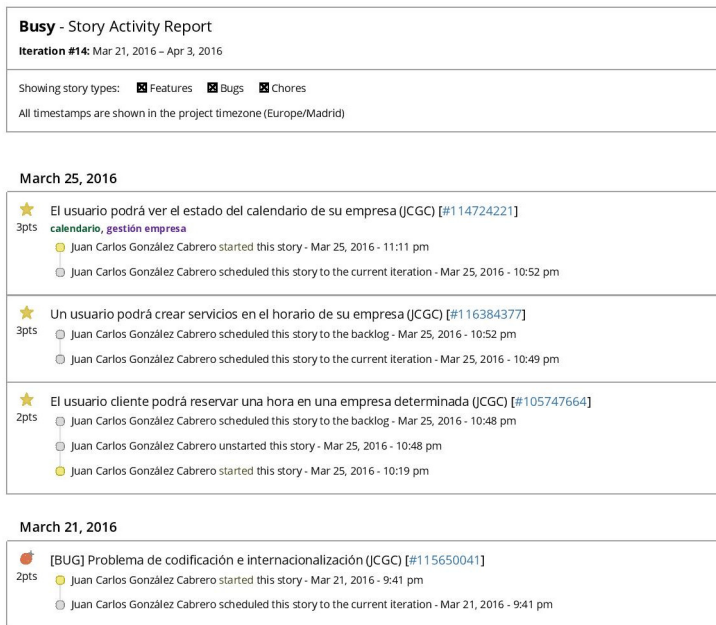 Busy - Story Activity Report
Iteration #14: Mar 21, 2016 – Apr 3, 2016
Showing story types: Features Bugs Chores
All timestamps are shown in the project timezone (Europe/Madrid)
March 25, 2016
El usuario podrá ver el estado del calendario de su empresa (JCGC) [#114724221]
3pts
calendario, gestión empresa
Juan Carlos González Cabrero started this story - Mar 25, 2016 - 11:11 pm
Juan Carlos González Cabrero scheduled this story to the current iteration - Mar 25, 2016 - 10:52 pm
Un usuario podrá crear servicios en el horario de su empresa (JCGC) [#116384377]
3pts
Juan Carlos González Cabrero scheduled this story to the backlog - Mar 25, 2016 - 10:52 pm
Juan Carlos González Cabrero scheduled this story to the current iteration - Mar 25, 2016 - 10:49 pm
El usuario cliente podrá reservar una hora en una empresa determinada (JCGC) [#105747664]
2pts
Juan Carlos González Cabrero scheduled this story to the backlog - Mar 25, 2016 - 10:48 pm
Juan Carlos González Cabrero unstarted this story - Mar 25, 2016 - 10:48 pm
Juan Carlos González Cabrero started this story - Mar 25, 2016 - 10:19 pm
March 21, 2016
[BUG] Problema de codificación e internacionalización (JCGC) [#115650041]
2pts
Juan Carlos González Cabrero started this story - Mar 21, 2016 - 9:41 pm
Juan Carlos González Cabrero scheduled this story to the current iteration - Mar 21, 2016 - 9:41 pm